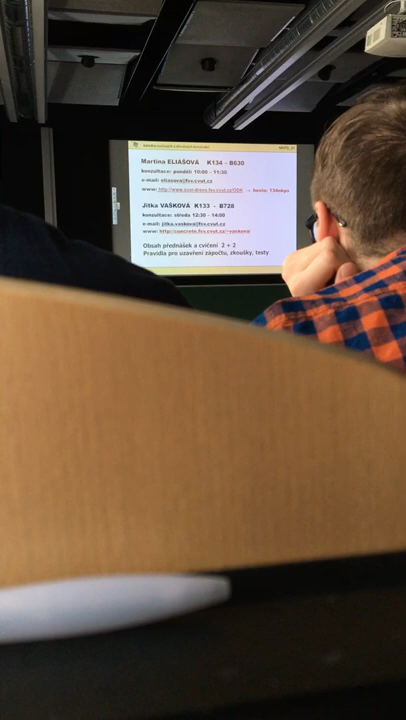 Martina ELIÁŠOVÁ K134 - B630
konzultace: pondělí 10:00 - 11:30
e-mail: eliasova@fsv.cvut.cz
www:
Jitka VAŠKOVÁ K133 - B728
konzultace: středa 12:30 - 14:00
e-mail: jitka.vaskova@fsv.cvut.cz
www: http://concrete.fsv.cvut.cz/~vaskova/
Obsah přednášek a cvičení 2 + 2
Pravidla pro uzavření zápočtu, zkoušky, testy